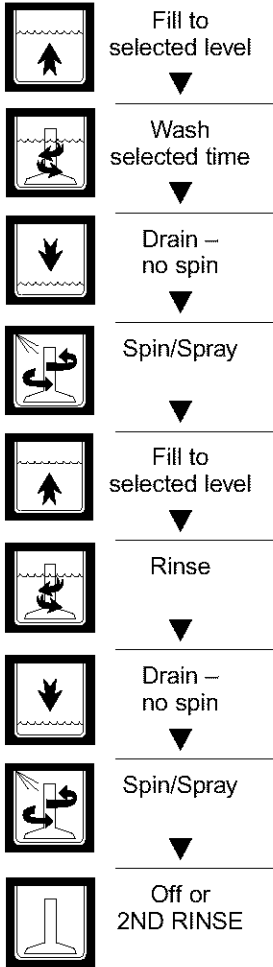 Fill to
selected level
Wash
selected time
Drain –
no spin
Spin/Spray
Fill to
selected level
Rinse
Drain –
no spin
Spin/Spray
Off or
2ND RINSE